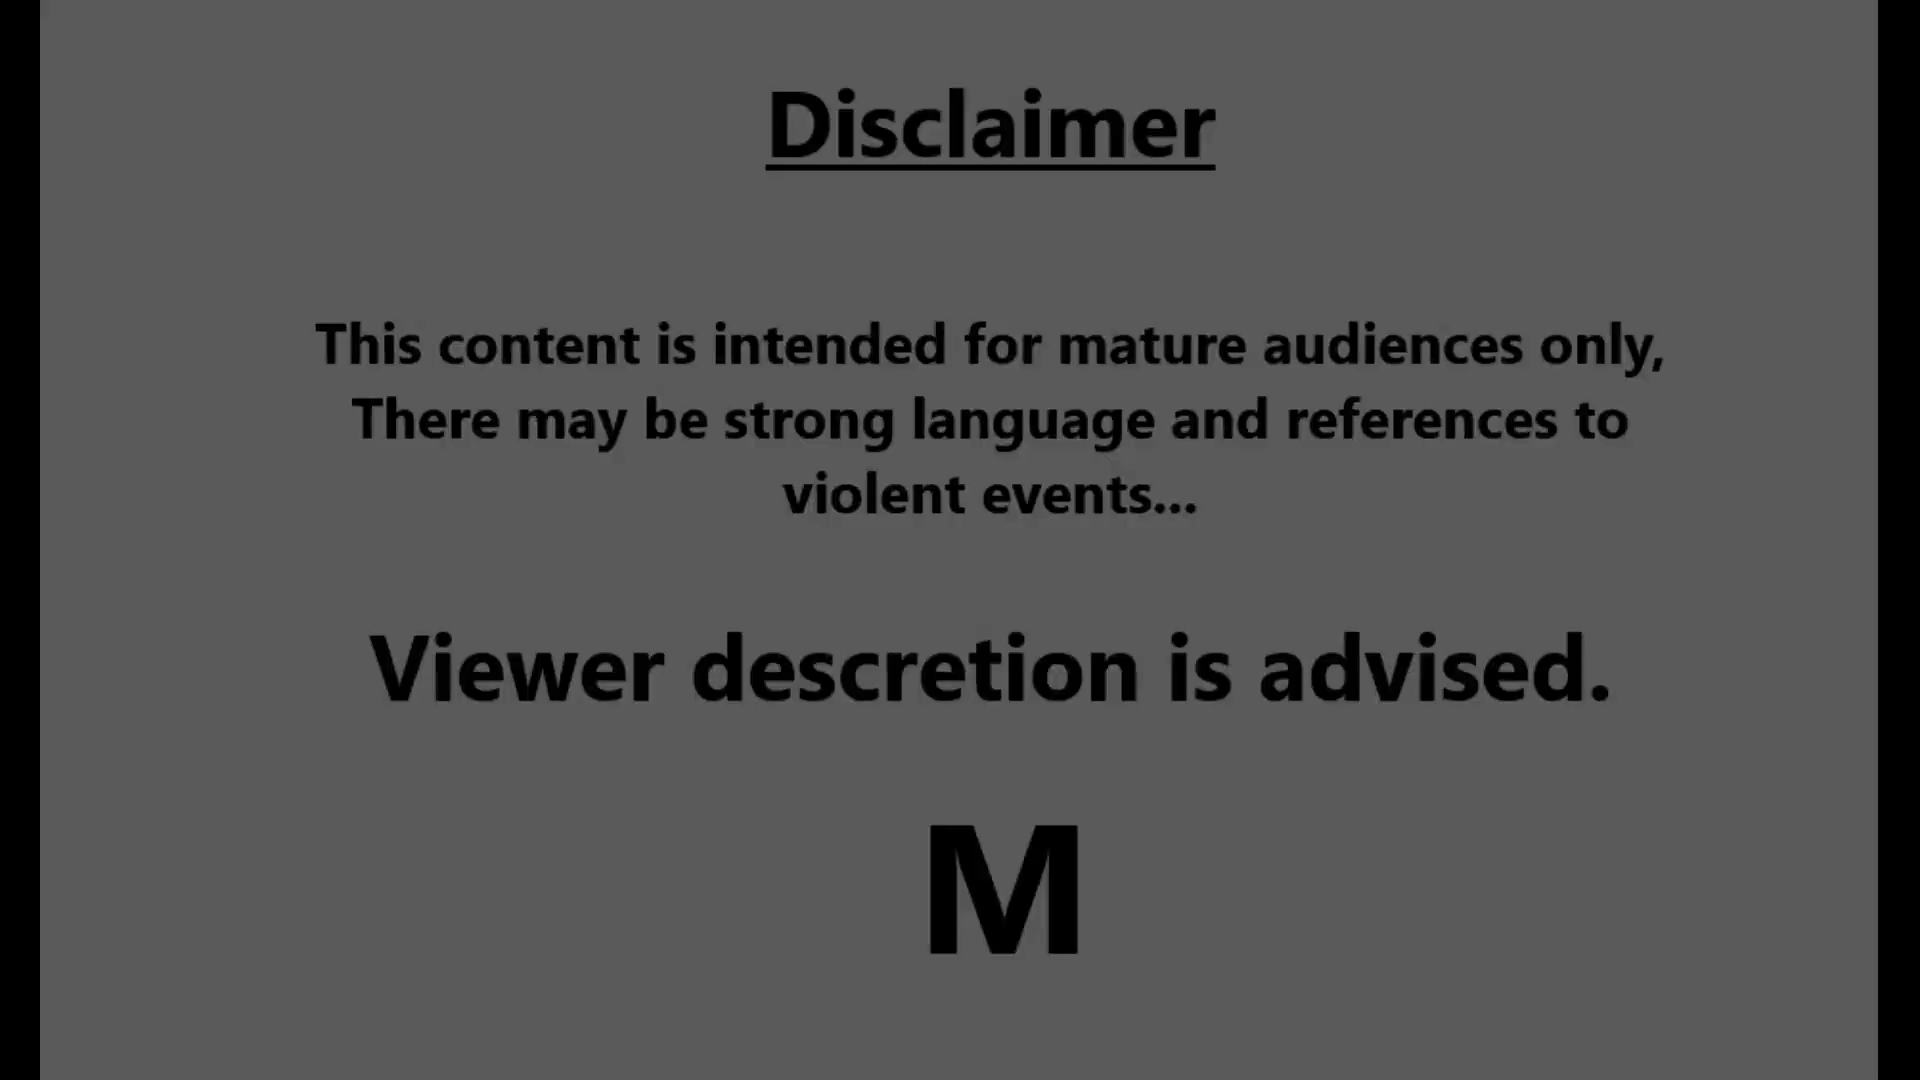 Disclaimer
This content is intended for mature audiences only,
There may be strong language and references to
violent events...
Viewer descretion is advised.
M